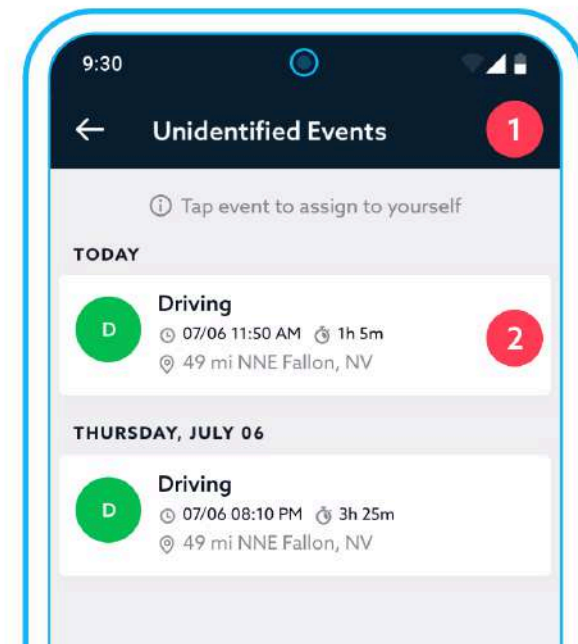 9:30
Unidentified Events
1
Tap event to assign to yourself
TODAY
D
Driving
07/06 11:50 AM 1h 5m
49 mi NNE Fallon, NV
2
THURSDAY, JULY 06
D
Driving
07/06 08:10 PM 3h 25m
49 mi NNE Fallon, NV